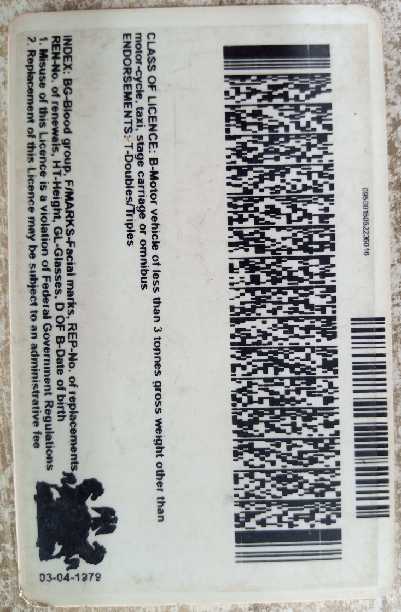 CLASS OF LICENCE: B-Motor vehicle of less than 3 tonnes gross weight other than
motor-cycle, taxi, stage carriage or omnibus
ENDORSEMENTS: T-Doubles/Triples
INDEX: BG-Blood group, F/MARKS-Facial marks, REP-No. of replacements
REN-No. of renewals, HT-Height, GL-Glasses, D OF B-Date of birth
1. Misuse of this Licence is a violation of Federal Government Regulations
2. Replacement of this Licence may be subject to an administrative fee
03-04-1979